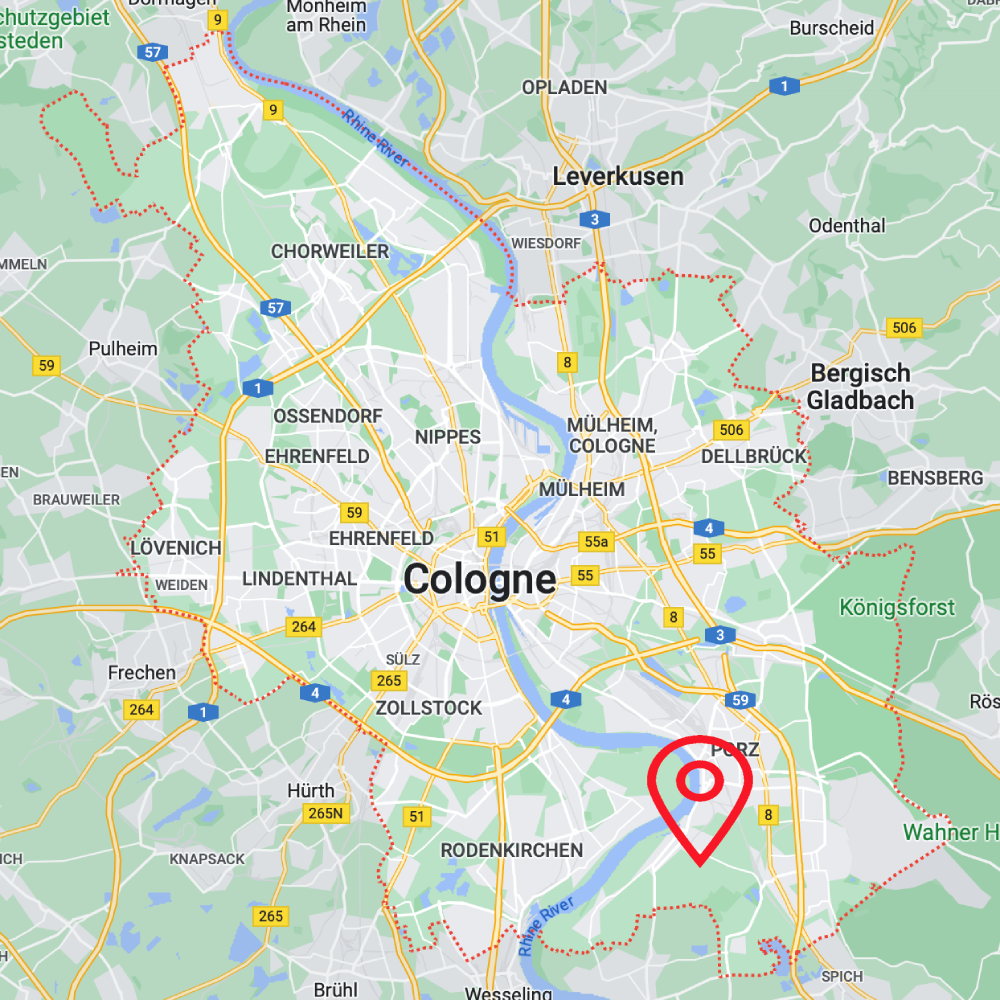 Dormagen
9
Monheim
am Rhein
chutzgebiet
steden
57
Burscheid
1
OPLADEN
9
Rhine River
Leverkusen
3
WIESDORF
Odenthal
CHORWEILER
MMELN
57
506
Pulheim
59
8
Bergisch
Gladbach
1
OSSENDORF
NIPPES
MÜLHEIM,
COLOGNE
506
EHRENFELD
DELLBRÜCK
EN
BENSBERG
BRAUWEILER
MÜLHEIM
59
4
EHRENFELD
51
55a
55
LÖVENICH
WEIDEN
LINDENTHAL
Cologne
55
Königsforst
264
8
3
SÜLZ
Frechen
265
4
4
59
Rös
264
1
ZOLLSTOCK
PORZ
Hürth
265N
51
8
Wahner H
ICH
KNAPSACK
RODENKIRCHEN
265
Rhine River
SPICH
Brühl
Wesseling